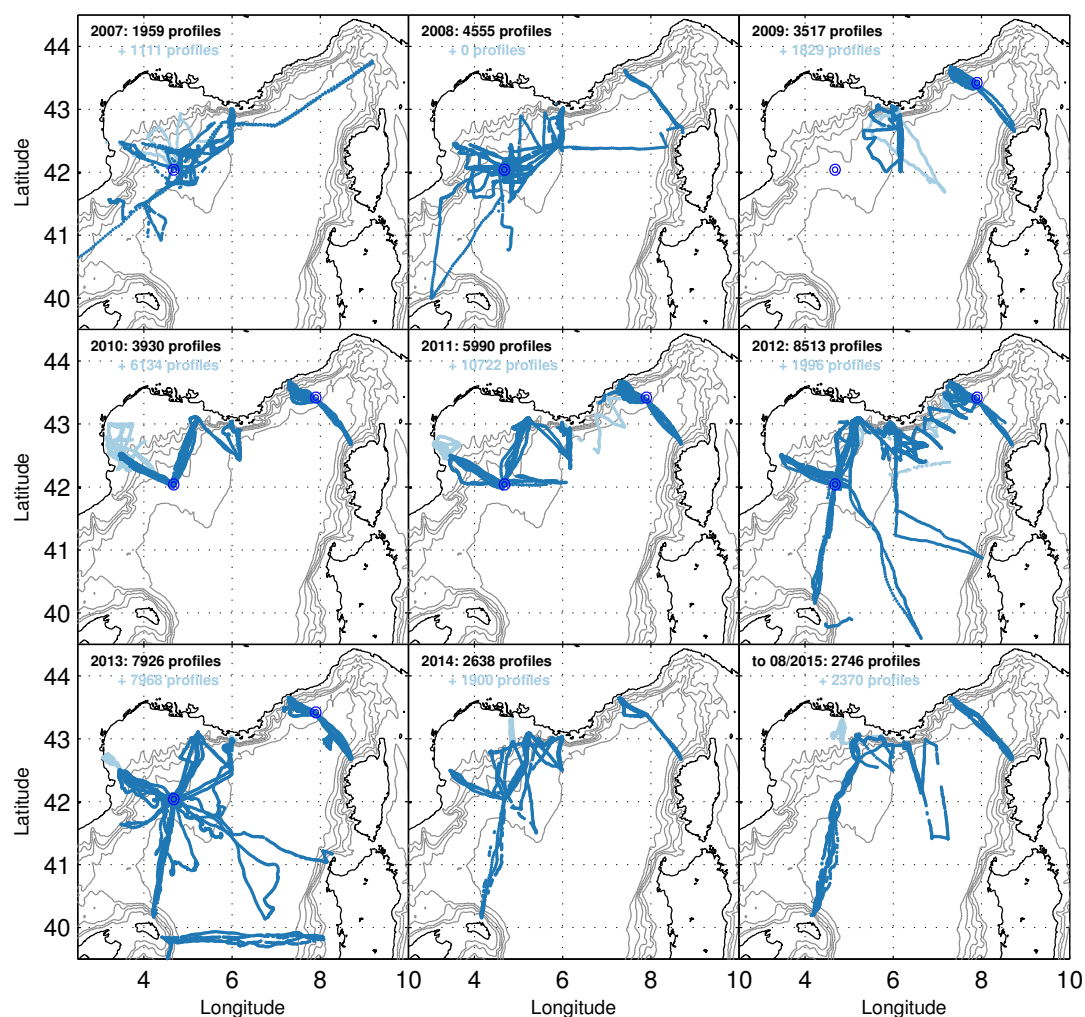 2007: 1959 profiles
+ 1111 profiles
2008: 4555 profiles
+ 0 profiles
2009: 3517 profiles
+ 1829 profiles
44
43
42
41
40
Latitude
2010: 3930 profiles
+ 6134 profiles
2011: 5990 profiles
+ 10722 profiles
2012: 8513 profiles
+ 1996 profiles
44
43
42
41
40
Latitude
2013: 7926 profiles
+ 7968 profiles
2014: 2638 profiles
+ 1900 profiles
to 08/2015: 2746 profiles
+ 2370 profiles
44
43
42
41
40
Latitude
4 6 8 10 4 6 8 10 4 6 8 10
Longitude Longitude Longitude